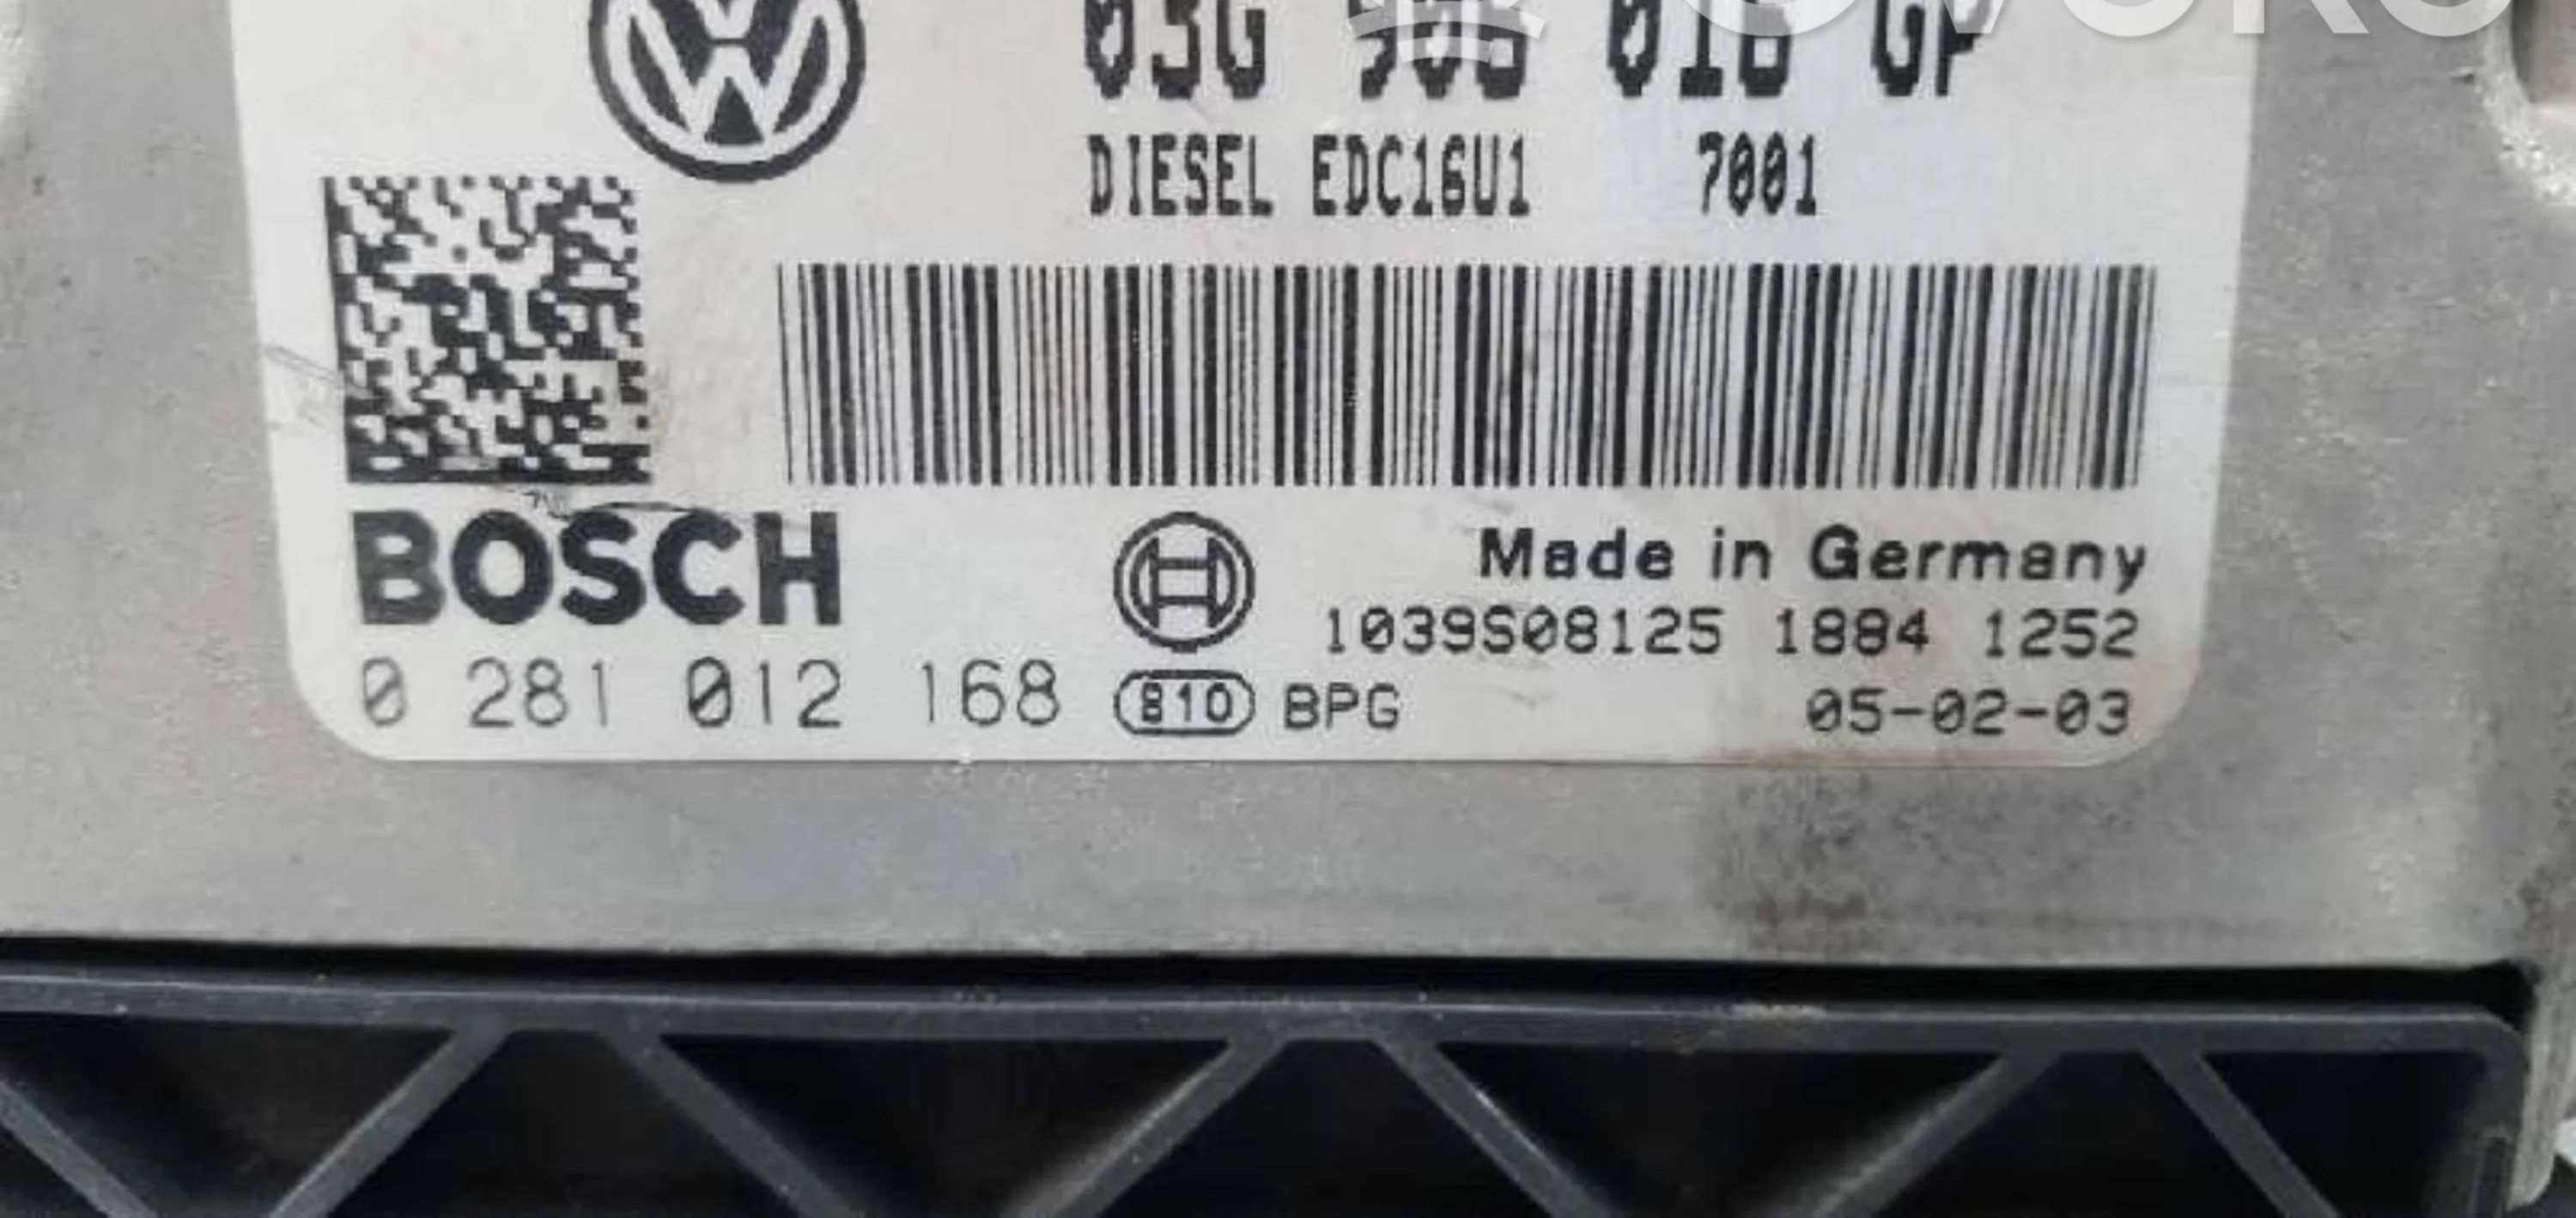 03G 906 016 GP
DIESEL EDC16U1 7001
BOSCH
Made in Germany
1039S08125 1884 1252
0 281 012 168 810 BPG 05-02-03